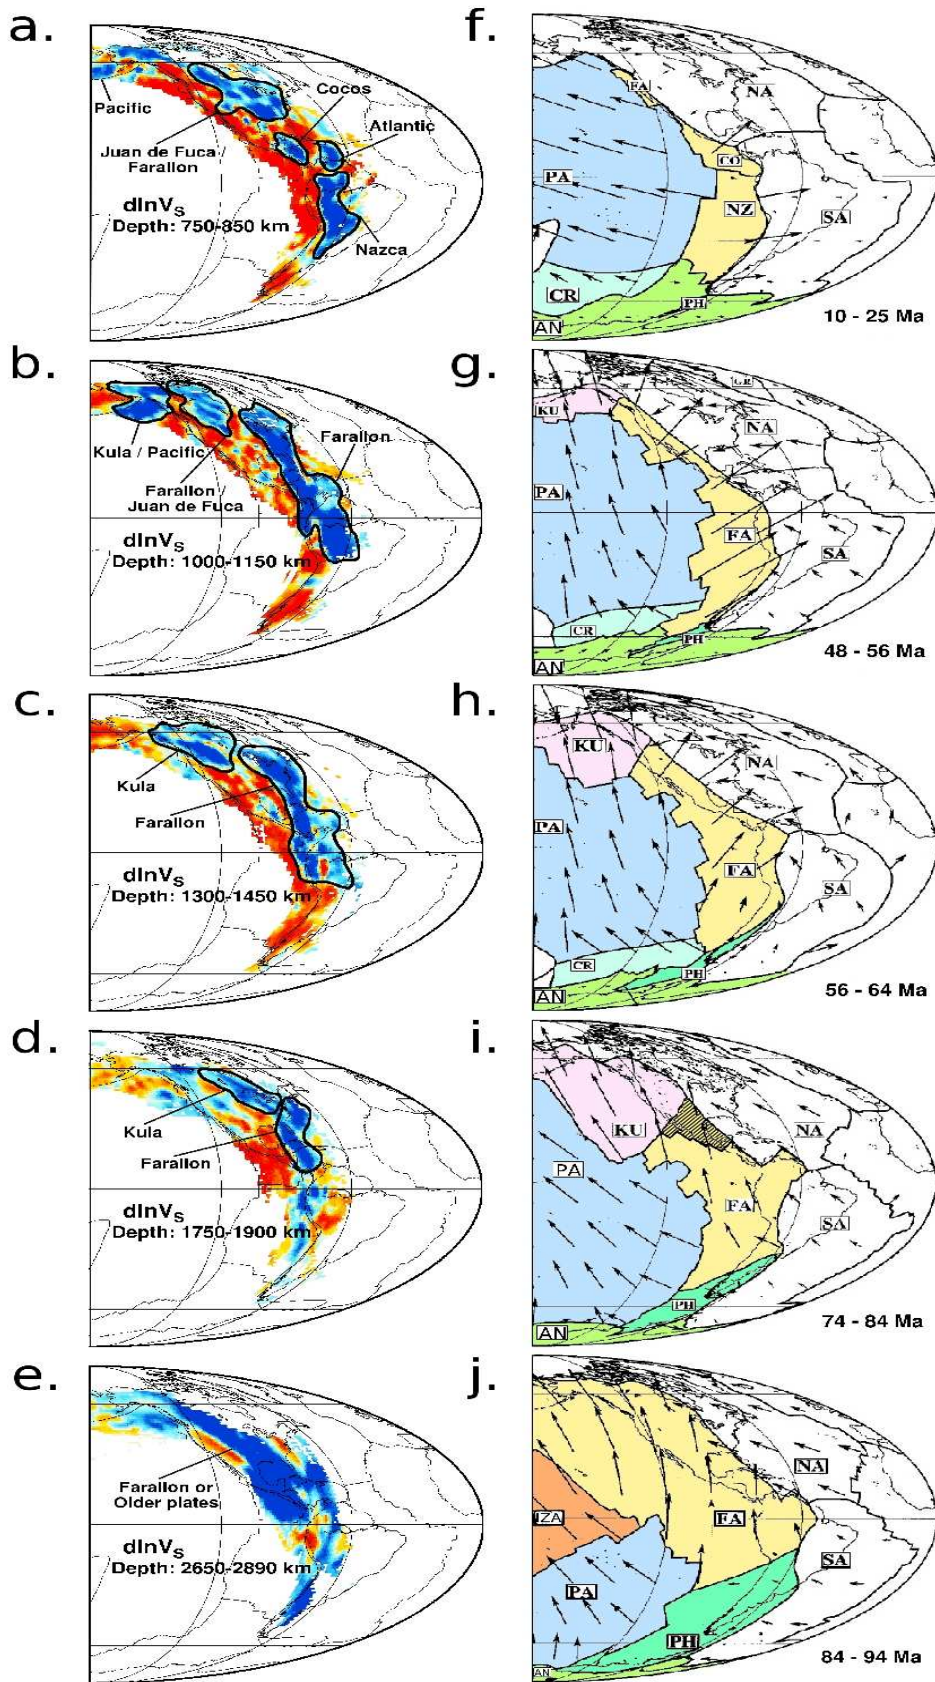 a.
Pacific
Cocos
Atlantic
Juan de Fuca /
Farallon
dlnVS
Depth: 750-850 km
Nazca
f.
FA
NA
PA
CO
NZ
SA
CR
PH
AN
10 - 25 Ma
b.
Kula / Pacific
Farallon
Farallon
Juan de Fuca
dlnVS
Depth: 1000-1150 km
g.
GR
KU
NA
PA
FA
SA
CR
PH
AN
48 - 56 Ma
c.
Kula
Farallon
dlnVS
Depth: 1300-1450 km
h.
KU
NA
PA
FA
SA
CR
PH
AN
56 - 64 Ma
d.
Kula
Farallon
dlnVS
Depth: 1750-1900 km
i.
KU
NA
PA
FA
SA
PH
AN
74 - 84 Ma
e.
Farallon or
Older plates
dlnVS
Depth: 2650-2890 km
j.
NA
IZA
FA
SA
PA
PH
AN
84 - 94 Ma